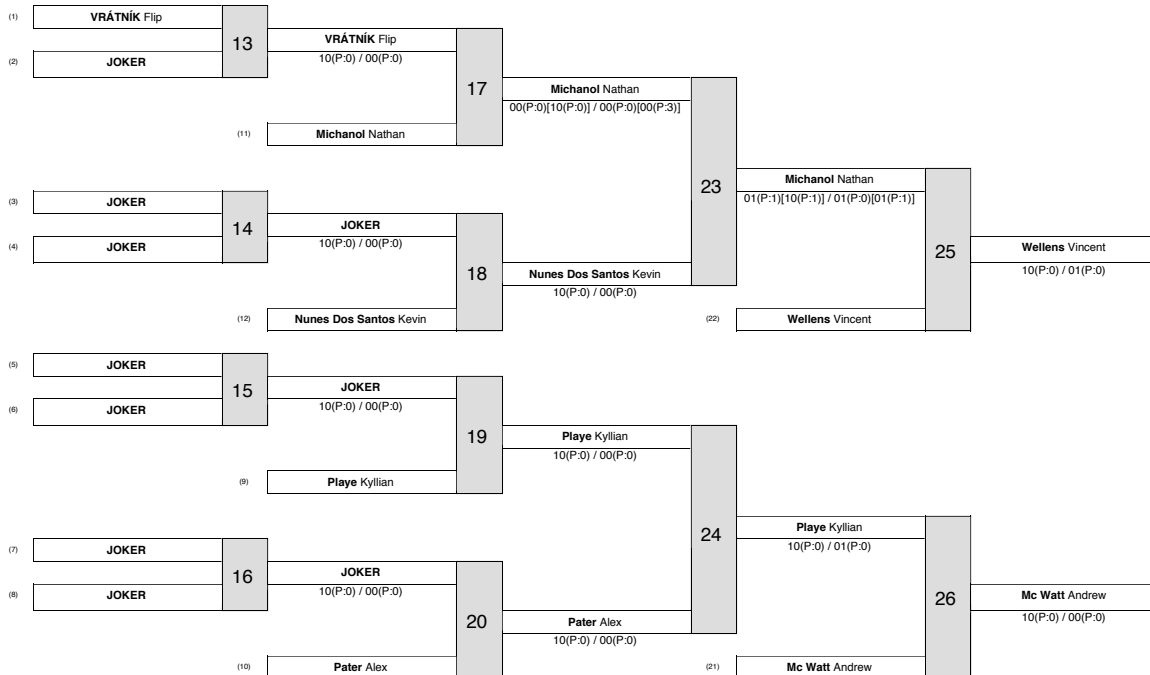 (1) VRÁTNÍK Flip
13
VRÁTNÍK Flip
10(P:0) / 00(P:0)
(2) JOKER
17
Michanol Nathan
00(P:0)[10(P:0)] / 00(P:0)[00(P:3)]
(11) Michanol Nathan
23
Michanol Nathan
01(P:1)[10(P:1)] / 01(P:0)[01(P:1)]
(3) JOKER
14
JOKER
10(P:0) / 00(P:0)
(4) JOKER
18
Nunes Dos Santos Kevin
10(P:0) / 00(P:0)
(12) Nunes Dos Santos Kevin
25
Wellens Vincent
10(P:0) / 01(P:0)
(22) Wellens Vincent
(5) JOKER
15
JOKER
10(P:0) / 00(P:0)
(6) JOKER
19
Playe Kyllian
10(P:0) / 00(P:0)
(9) Playe Kyllian
24
Playe Kyllian
10(P:0) / 01(P:0)
(7) JOKER
16
JOKER
10(P:0) / 00(P:0)
(8) JOKER
20
Pater Alex
10(P:0) / 00(P:0)
(10) Pater Alex
26
Mc Watt Andrew
10(P:0) / 00(P:0)
(21) Mc Watt Andrew